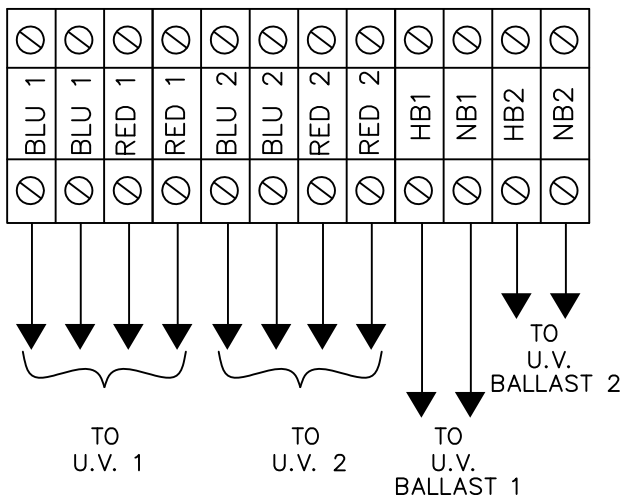 BLU 1
BLU 1
RED 1
RED 1
BLU 2
BLU 2
RED 2
RED 2
HB1
NB1
HB2
NB2
TO
U.V. 1
TO
U.V. 2
TO
U.V.
BALLAST 1
TO
U.V.
BALLAST 2